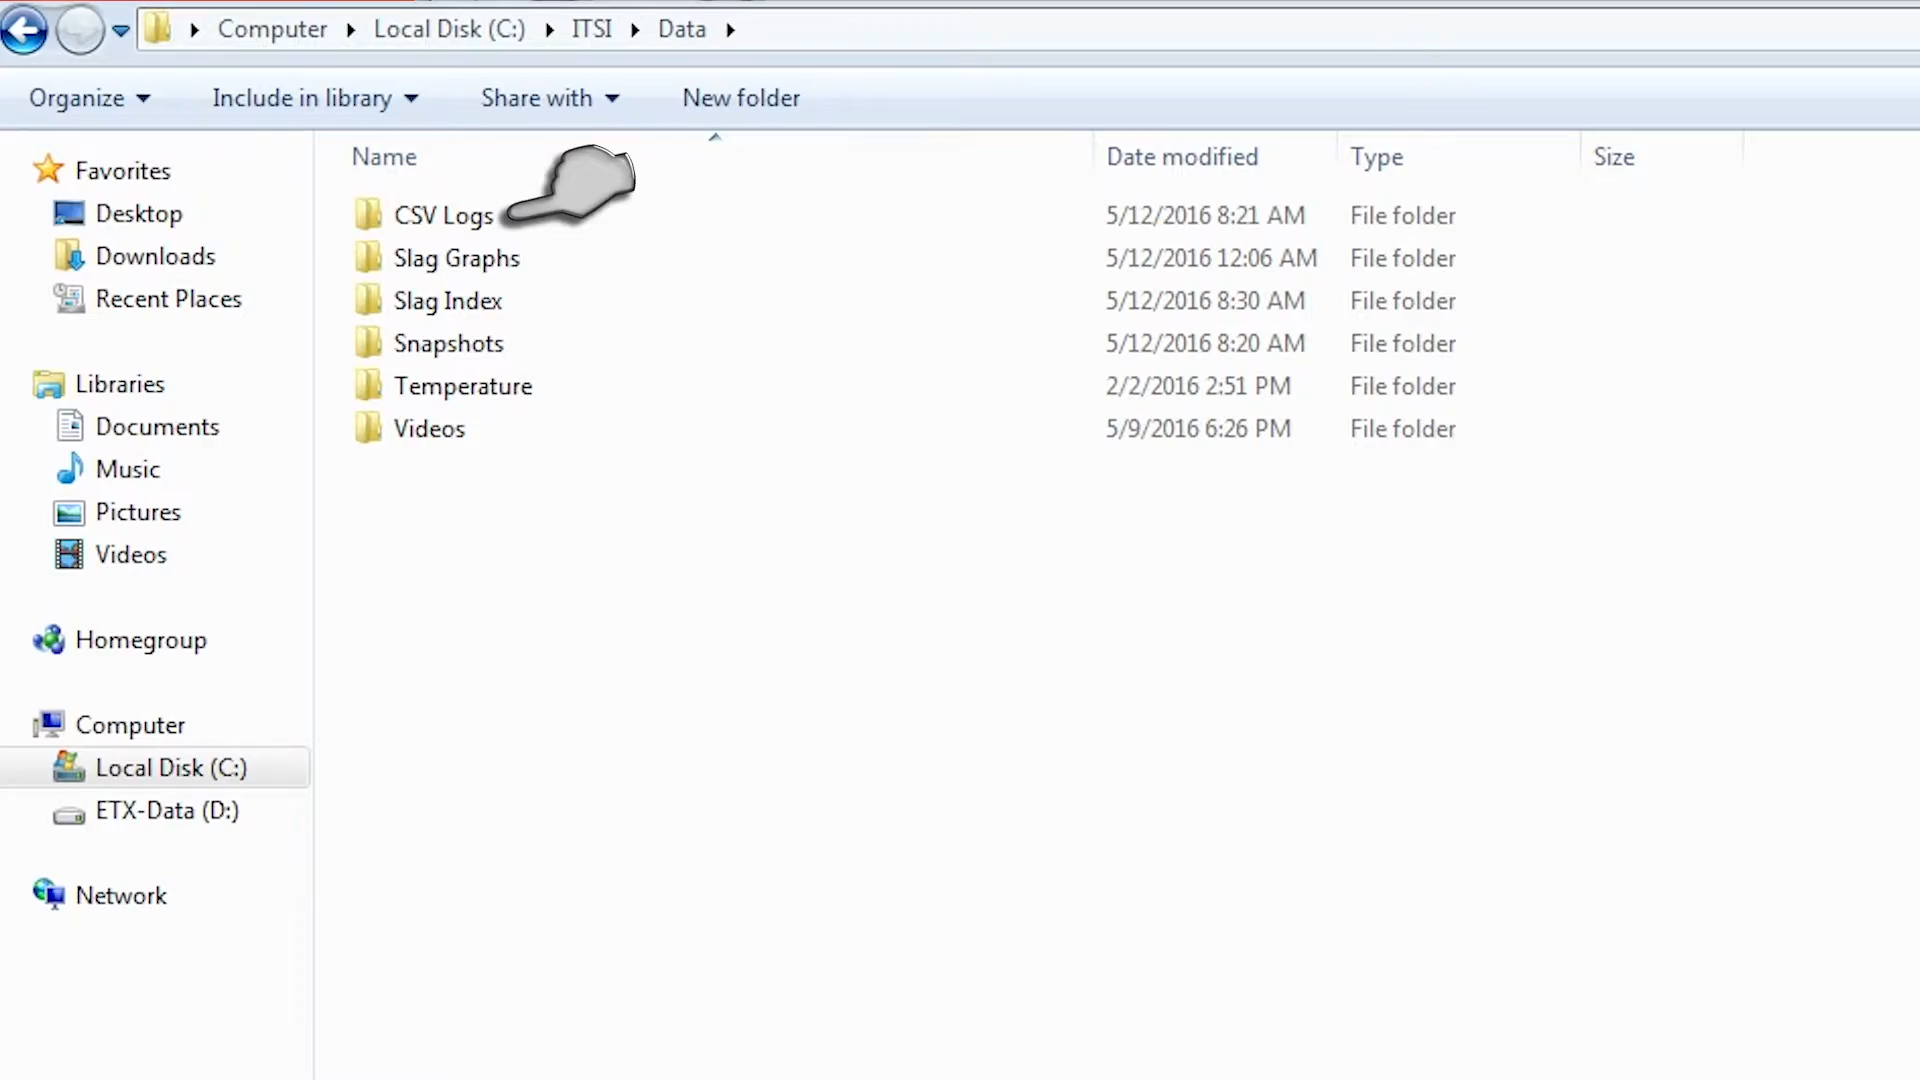 Computer Local Disk (C:) ITSI Data
Organize Include in library Share with New folder
Name Date modified Type Size
Favorites
Desktop
Downloads
Recent Places
Libraries
Documents
Music
Pictures
Videos
Homegroup
Computer
Local Disk (C:)
ETX-Data (D:)
Network
CSV Logs 5/12/2016 8:21 AM File folder
Slag Graphs 5/12/2016 12:06 AM File folder
Slag Index 5/12/2016 8:30 AM File folder
Snapshots 5/12/2016 8:20 AM File folder
Temperature 2/2/2016 2:51 PM File folder
Videos 5/9/2016 6:26 PM File folder